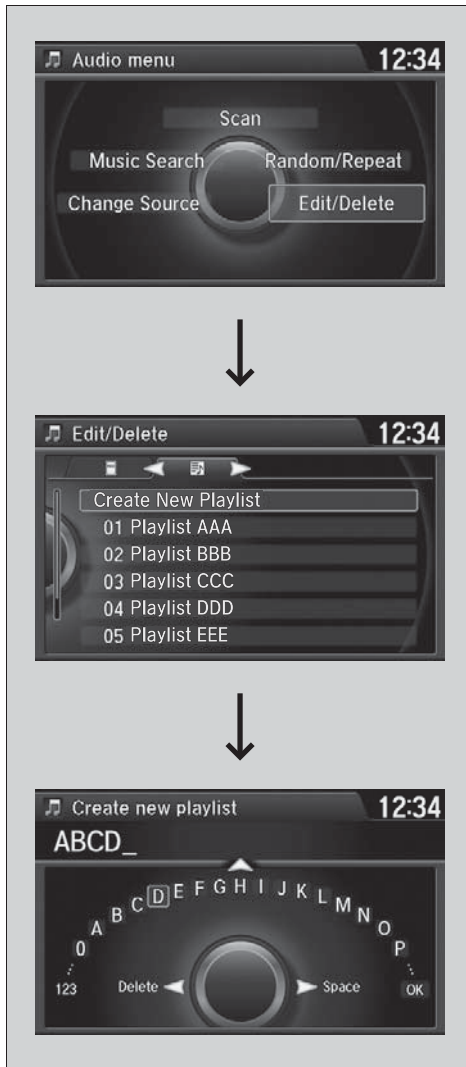 Audio menu 12:34
Scan
Music Search Random/Repeat
Change Source Edit/Delete
Edit/Delete 12:34
Create New Playlist
01 Playlist AAA
02 Playlist BBB
03 Playlist CCC
04 Playlist DDD
05 Playlist EEE
Create new playlist 12:34
ABCD_
123 0 A B C D E F G H I J K L M N O P OK
Delete Space